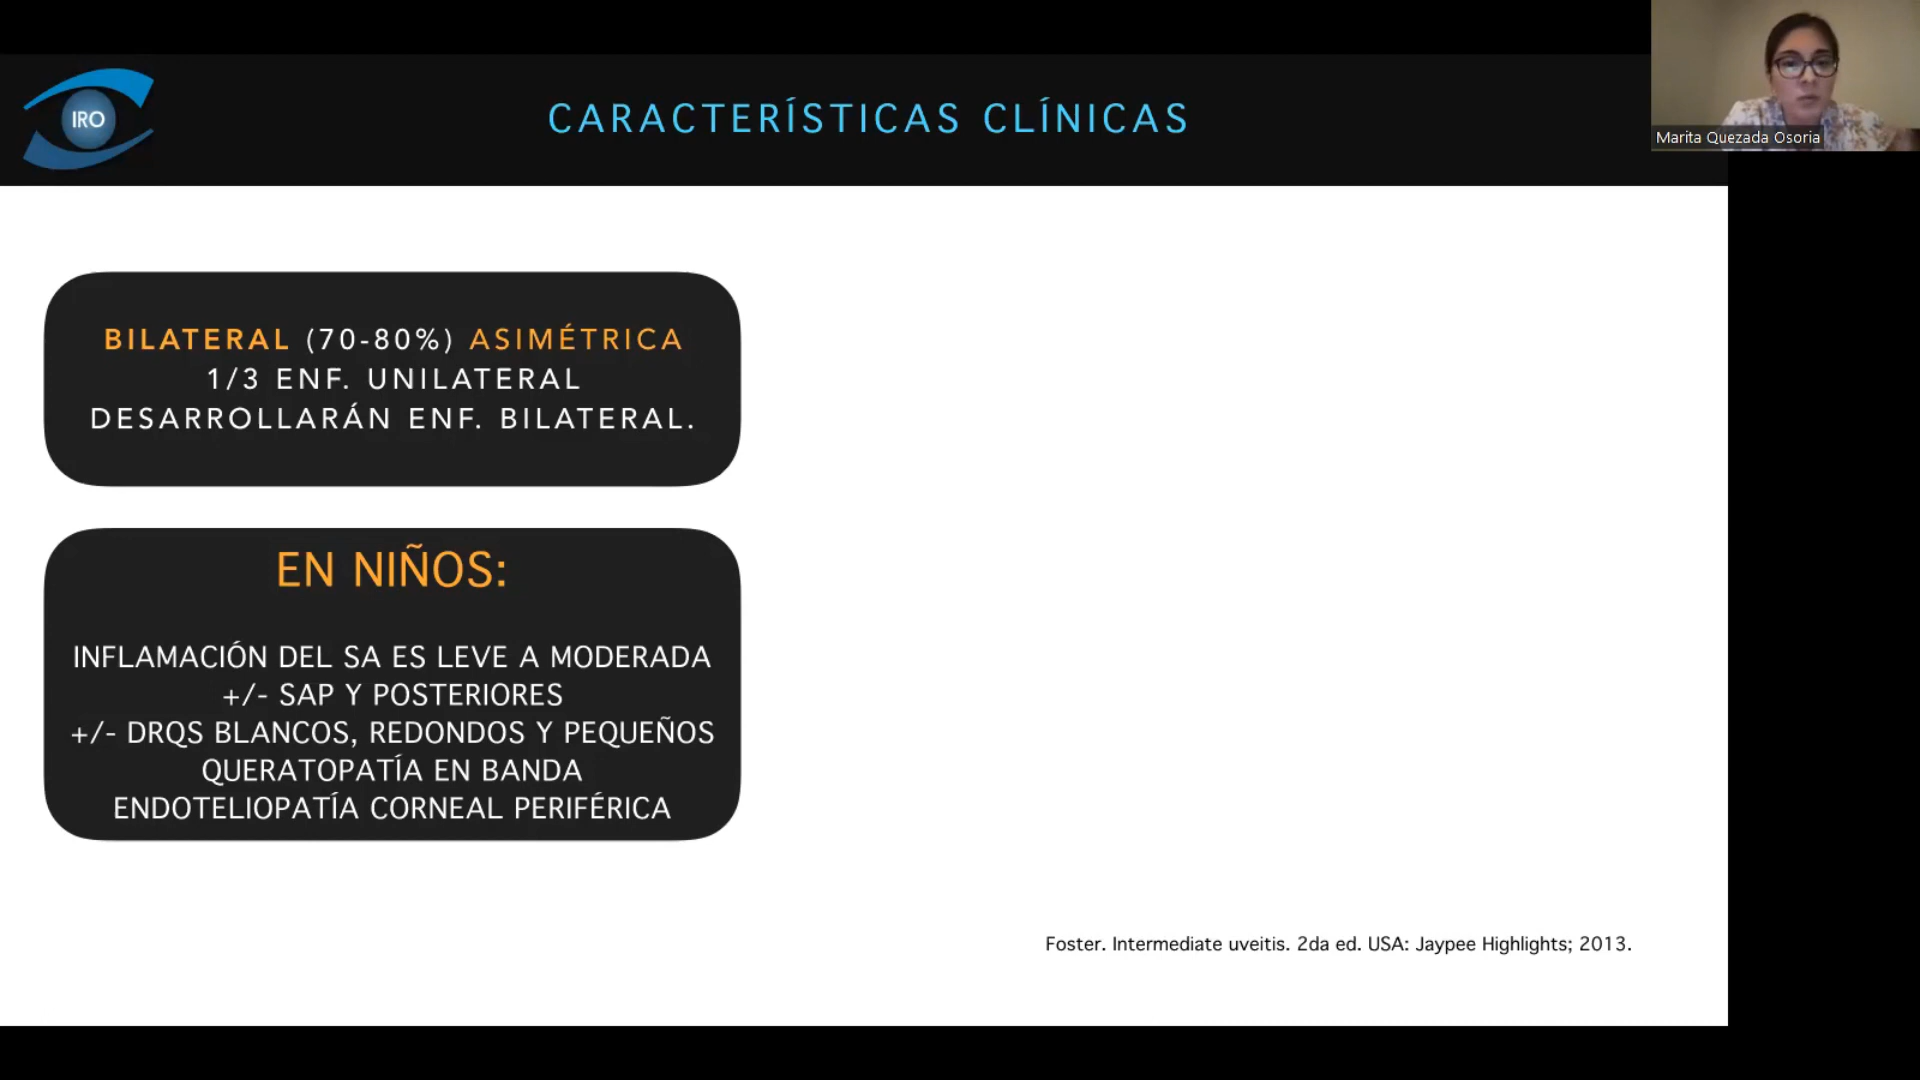 IRO
CARACTERÍSTICAS CLÍNICAS
Marita Quezada Osoria
BILATERAL (70-80%) ASIMÉTRICA
1/3 ENF. UNILATERAL
DESARROLLARÁN ENF. BILATERAL.
EN NIÑOS:
INFLAMACIÓN DEL SA ES LEVE A MODERADA
+/- SAP Y POSTERIORES
+/- DRQS BLANCOS, REDONDOS Y PEQUEÑOS
QUERATOPATÍA EN BANDA
ENDOTELIOPATÍA CORNEAL PERIFÉRICA
Foster. Intermediate uveitis. 2da ed. USA: Jaypee Highlights; 2013.